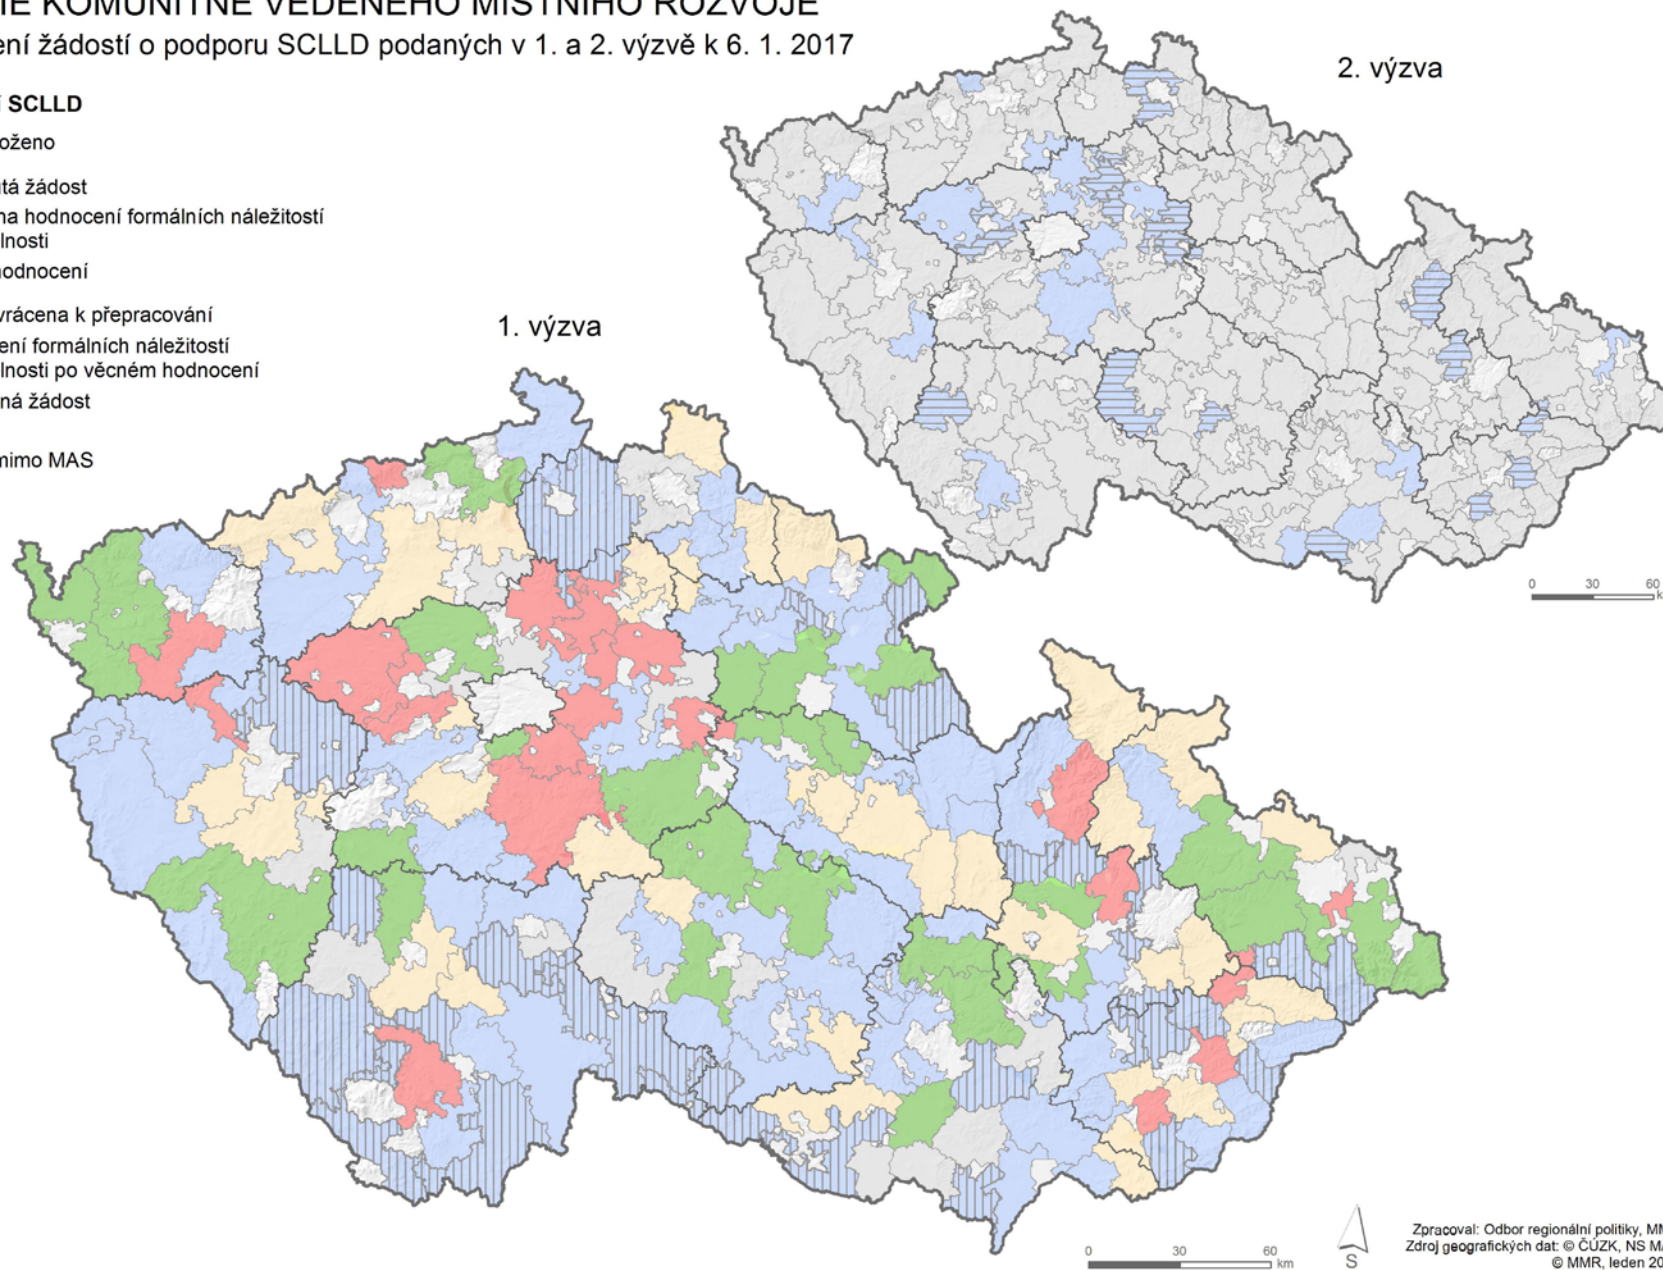 IE KOMUNITNĚ VEDENÉHO MÍSTNÍHO ROZVOJE
ení žádostí o podporu SCLLD podaných v 1. a 2. výzvě k 6. 1. 2017
2. výzva
í SCLLD
oženo
tá žádost
na hodnocení formálních náležitostí
lnosti
hodnocení
vrácena k přepracování
ení formálních náležitostí
lnosti po věcném hodnocení
ná žádost
mimo MAS
1. výzva
0 30 60
k
0 30 60
km
S
Zpracoval: Odbor regionální politiky, MM
Zdroj geografických dat: © ČÚZK, NS MA
© MMR, leden 20